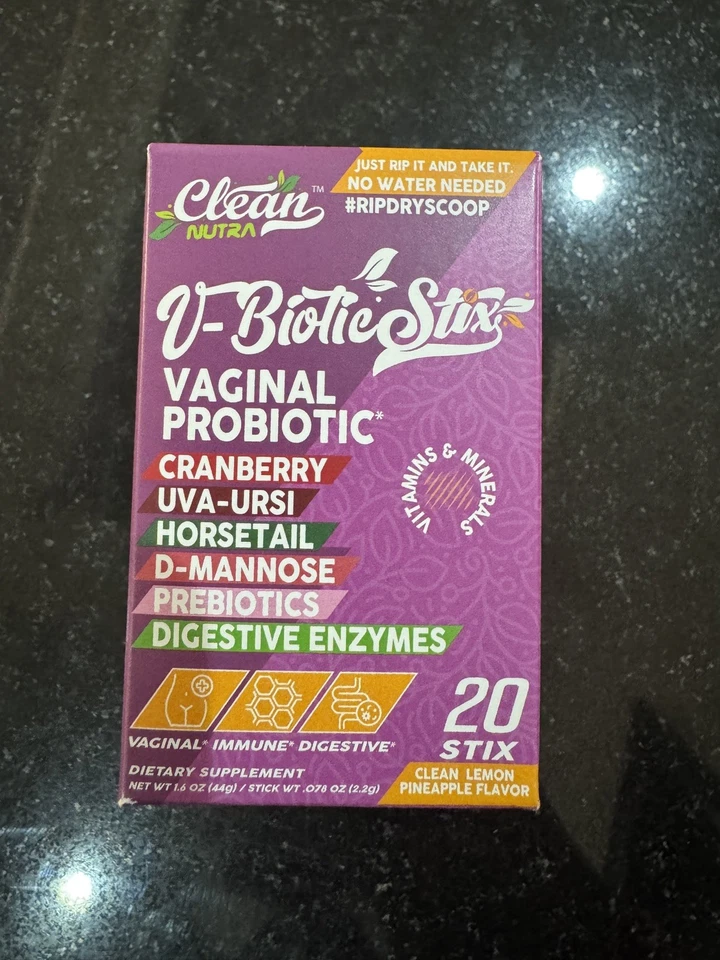 JUST RIP IT AND TAKE IT.
NO WATER NEEDED
#RIPDRYSCOOP
Clean™
NUTRA
V-Biotic Stix
VAGINAL
PROBIOTIC*
CRANBERRY
UVA-URSI
HORSETAIL
D-MANNOSE
PREBIOTICS
DIGESTIVE ENZYMES
VITAMINS & MINERALS
VAGINAL* IMMUNE* DIGESTIVE*
20
STIX
DIETARY SUPPLEMENT
NET WT 1.6 OZ (44g) / STICK WT .078 OZ (2.2g)
CLEAN LEMON
PINEAPPLE FLAVOR